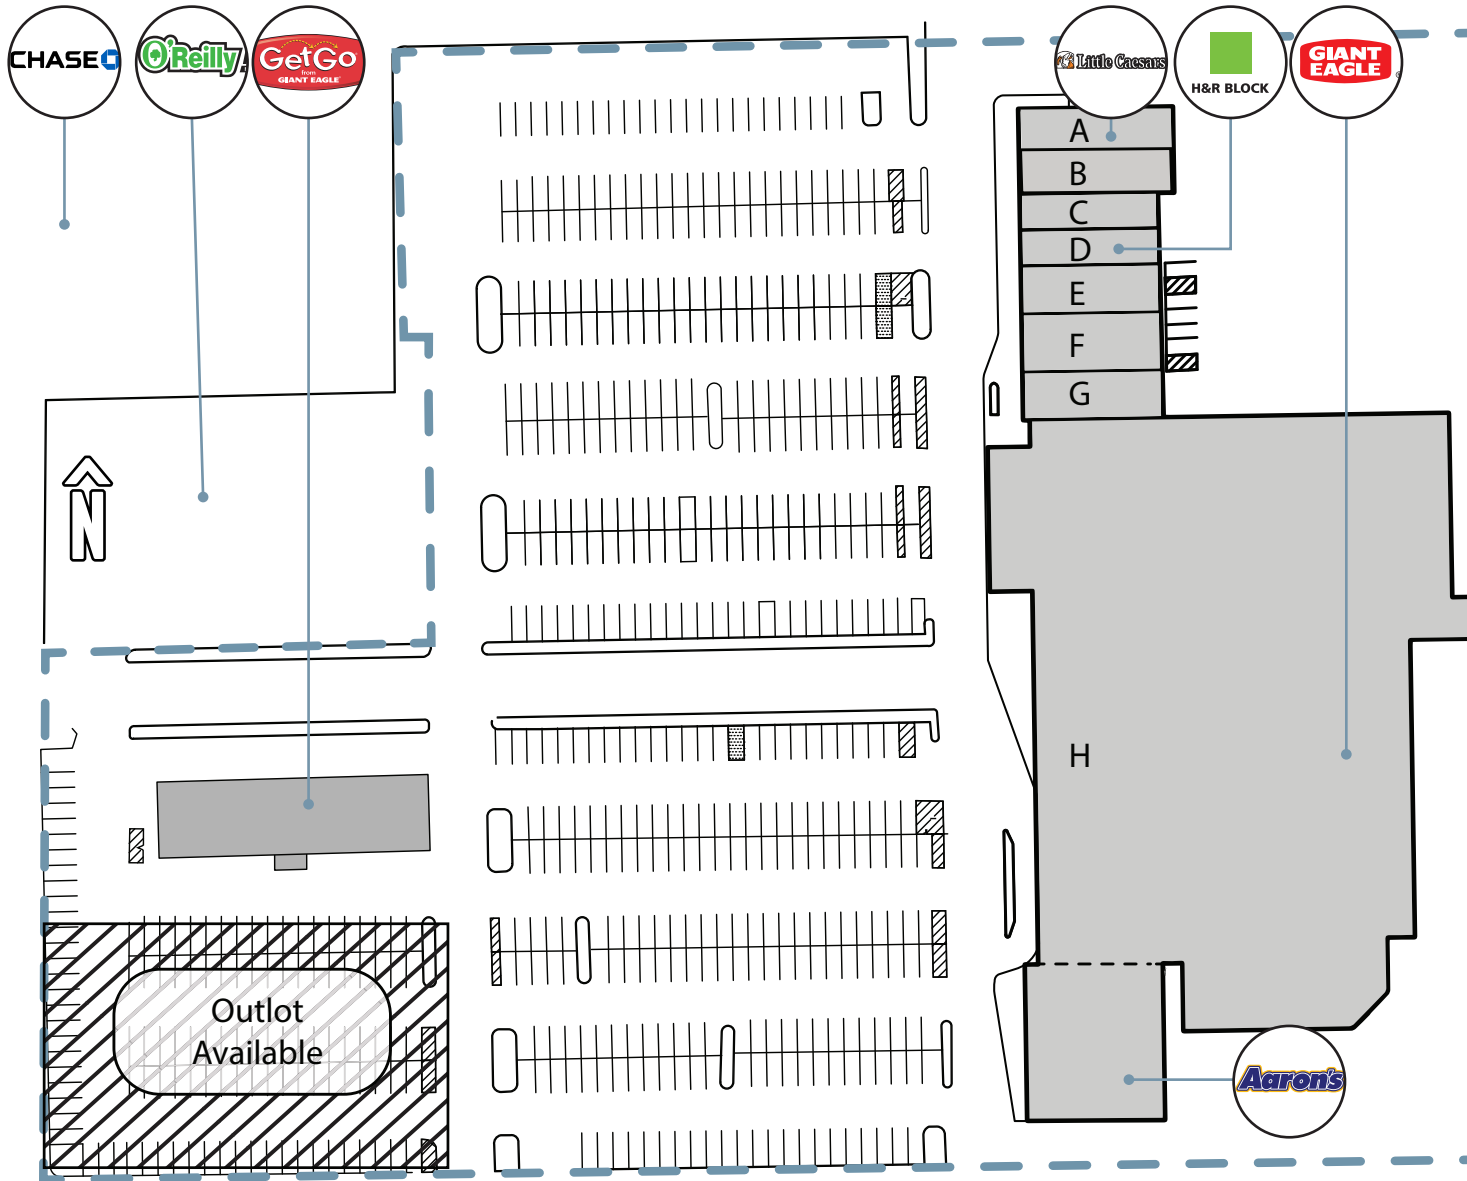 CHASE
O'Reilly
GetGo
from
GIANT EAGLE
Little Caesars
H&R BLOCK
GIANT
EAGLE
A
B
C
D
E
F
G
H
N
Outlot
Available
Aaron's